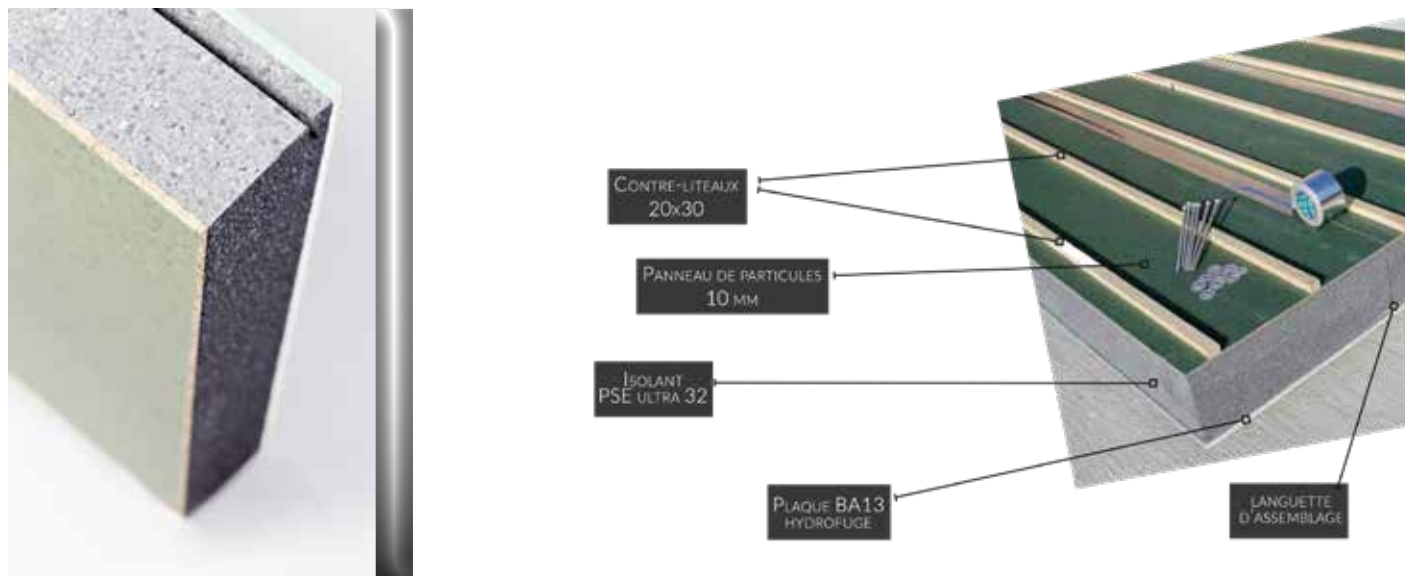 Contre-liteaux
20x30
Panneau de particules
10 mm
Isolant
PSE ultra 32
Plaque BA13
hydrofuge
languette
d'assemblage